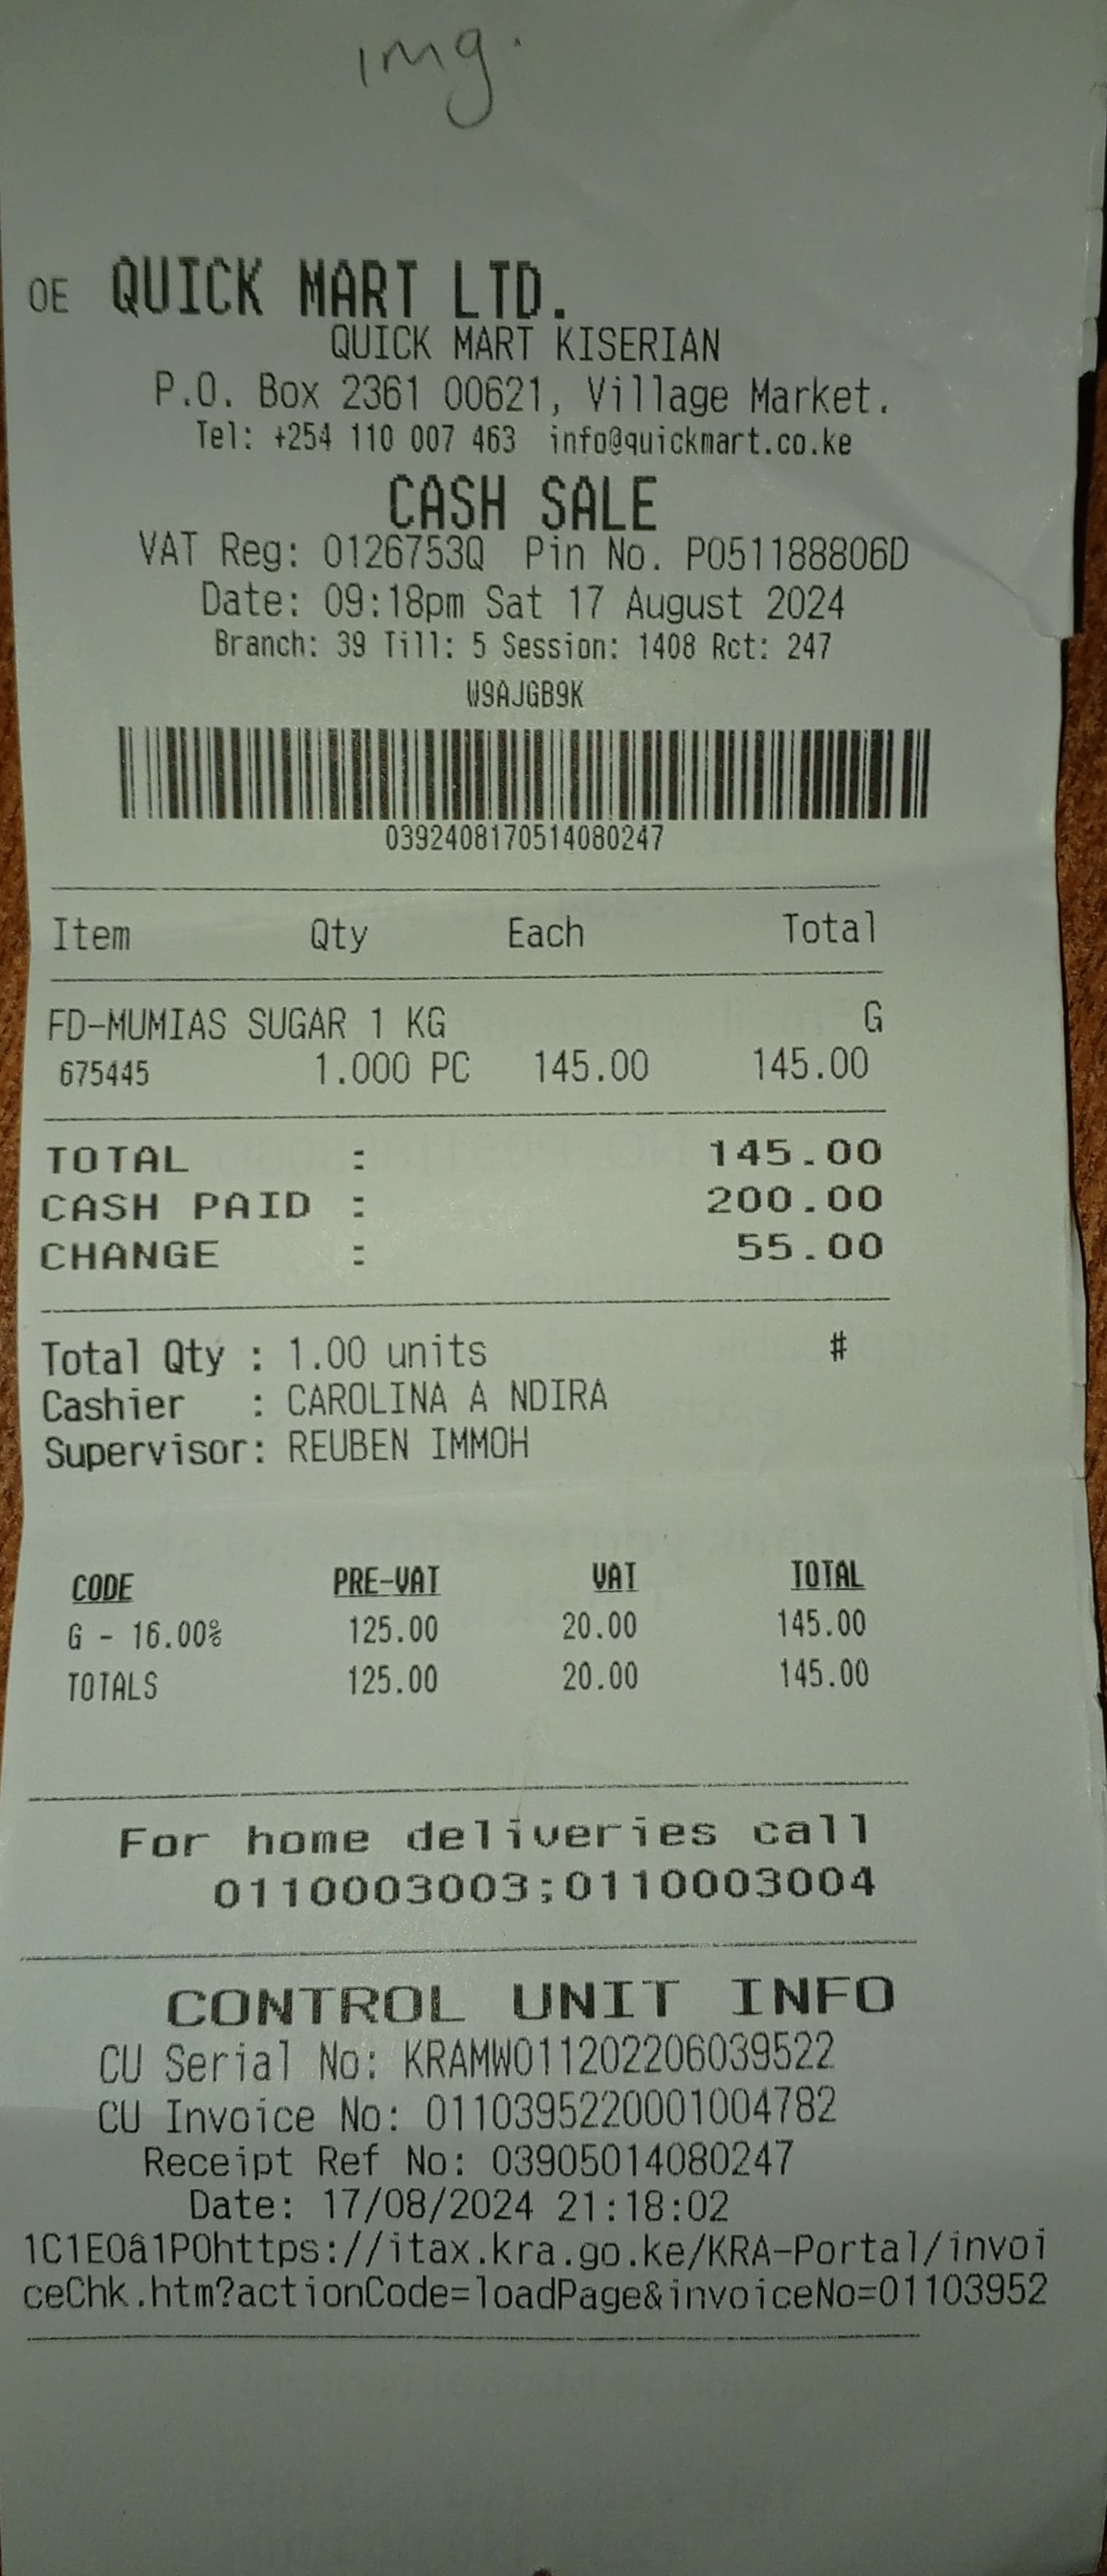 img.
OE QUICK MART LTD.
QUICK MART KISERIAN
P.O. Box 2361 00621, Village Market.
Tel: +254 110 007 463 info@quickmart.co.ke
CASH SALE
VAT Reg: 0126753Q Pin No. P051188806D
Date: 09:18pm Sat 17 August 2024
Branch: 39 Till: 5 Session: 1408 Rct: 247
W9AJGB9K
0392408170514080247
Item Qty Each Total
FD-MUMIAS SUGAR 1 KG G
675445 1.000 PC 145.00 145.00
TOTAL : 145.00
CASH PAID : 200.00
CHANGE : 55.00
Total Qty : 1.00 units #
Cashier : CAROLINA A NDIRA
Supervisor: REUBEN IMMOH
CODE PRE-VAT VAT TOTAL
G - 16.00% 125.00 20.00 145.00
TOTALS 125.00 20.00 145.00
For home deliveries call
0110003003;0110003004
CONTROL UNIT INFO
CU Serial No: KRAMW011202206039522
CU Invoice No: 0110395220001004782
Receipt Ref No: 03905014080247
Date: 17/08/2024 21:18:02
1C1E0â1P0https://itax.kra.go.ke/KRA-Portal/invoi
ceChk.htm?actionCode=loadPage&invoiceNo=01103952